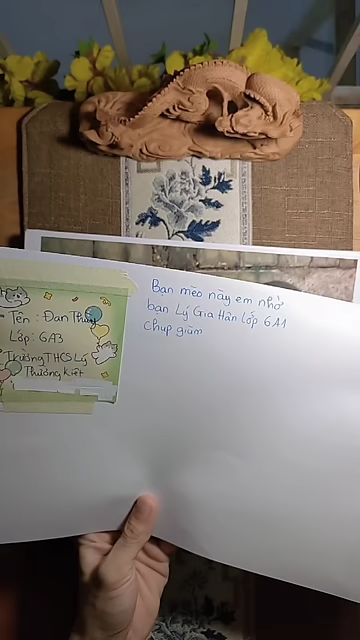 Tên : Đan Thùy
Lớp: 6A3
Trường THCS Lý
Thường Kiệt
Bạn mèo này em nhờ
bạn Lý Gia Hân lớp 6A1
chụp giùm